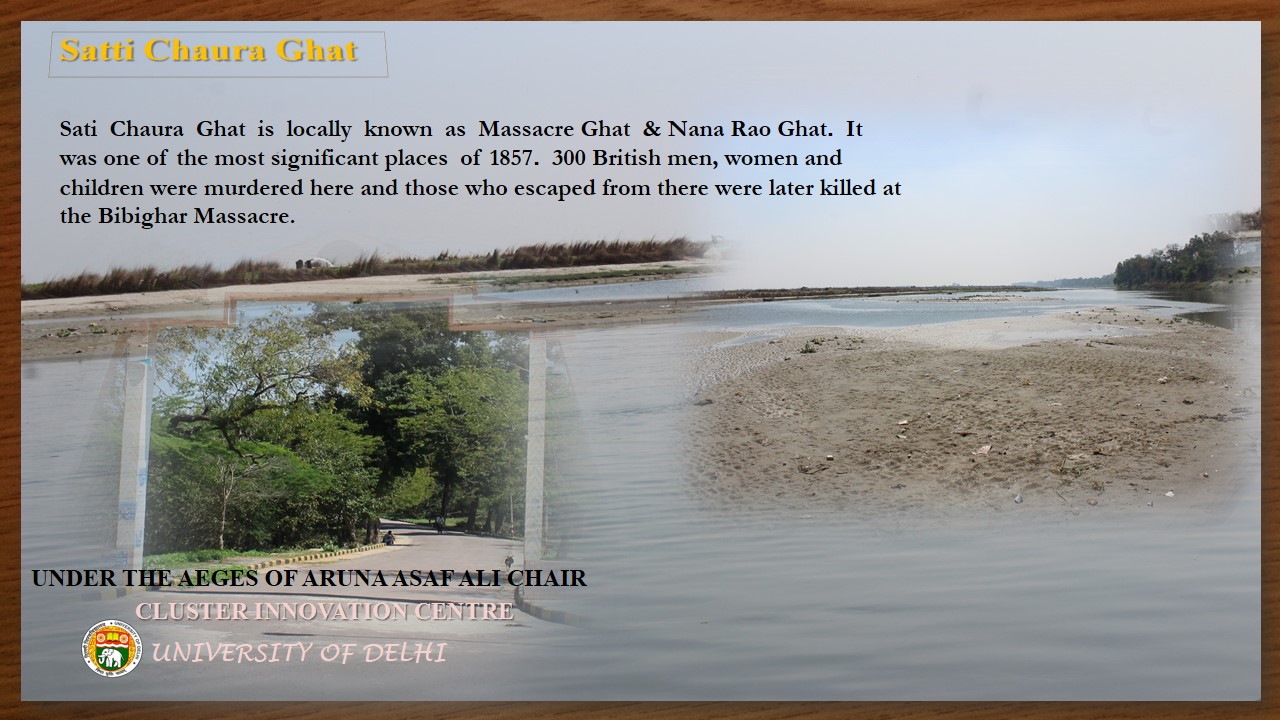 Satti Chaura Ghat
Sati Chaura Ghat is locally known as Massacre Ghat & Nana Rao Ghat. It
was one of the most significant places of 1857. 300 British men, women and
children were murdered here and those who escaped from there were later killed at
the Bibighar Massacre.
UNDER THE AEGES OF ARUNA ASAF ALI CHAIR
CLUSTER INNOVATION CENTRE
UNIVERSITY OF DELHI